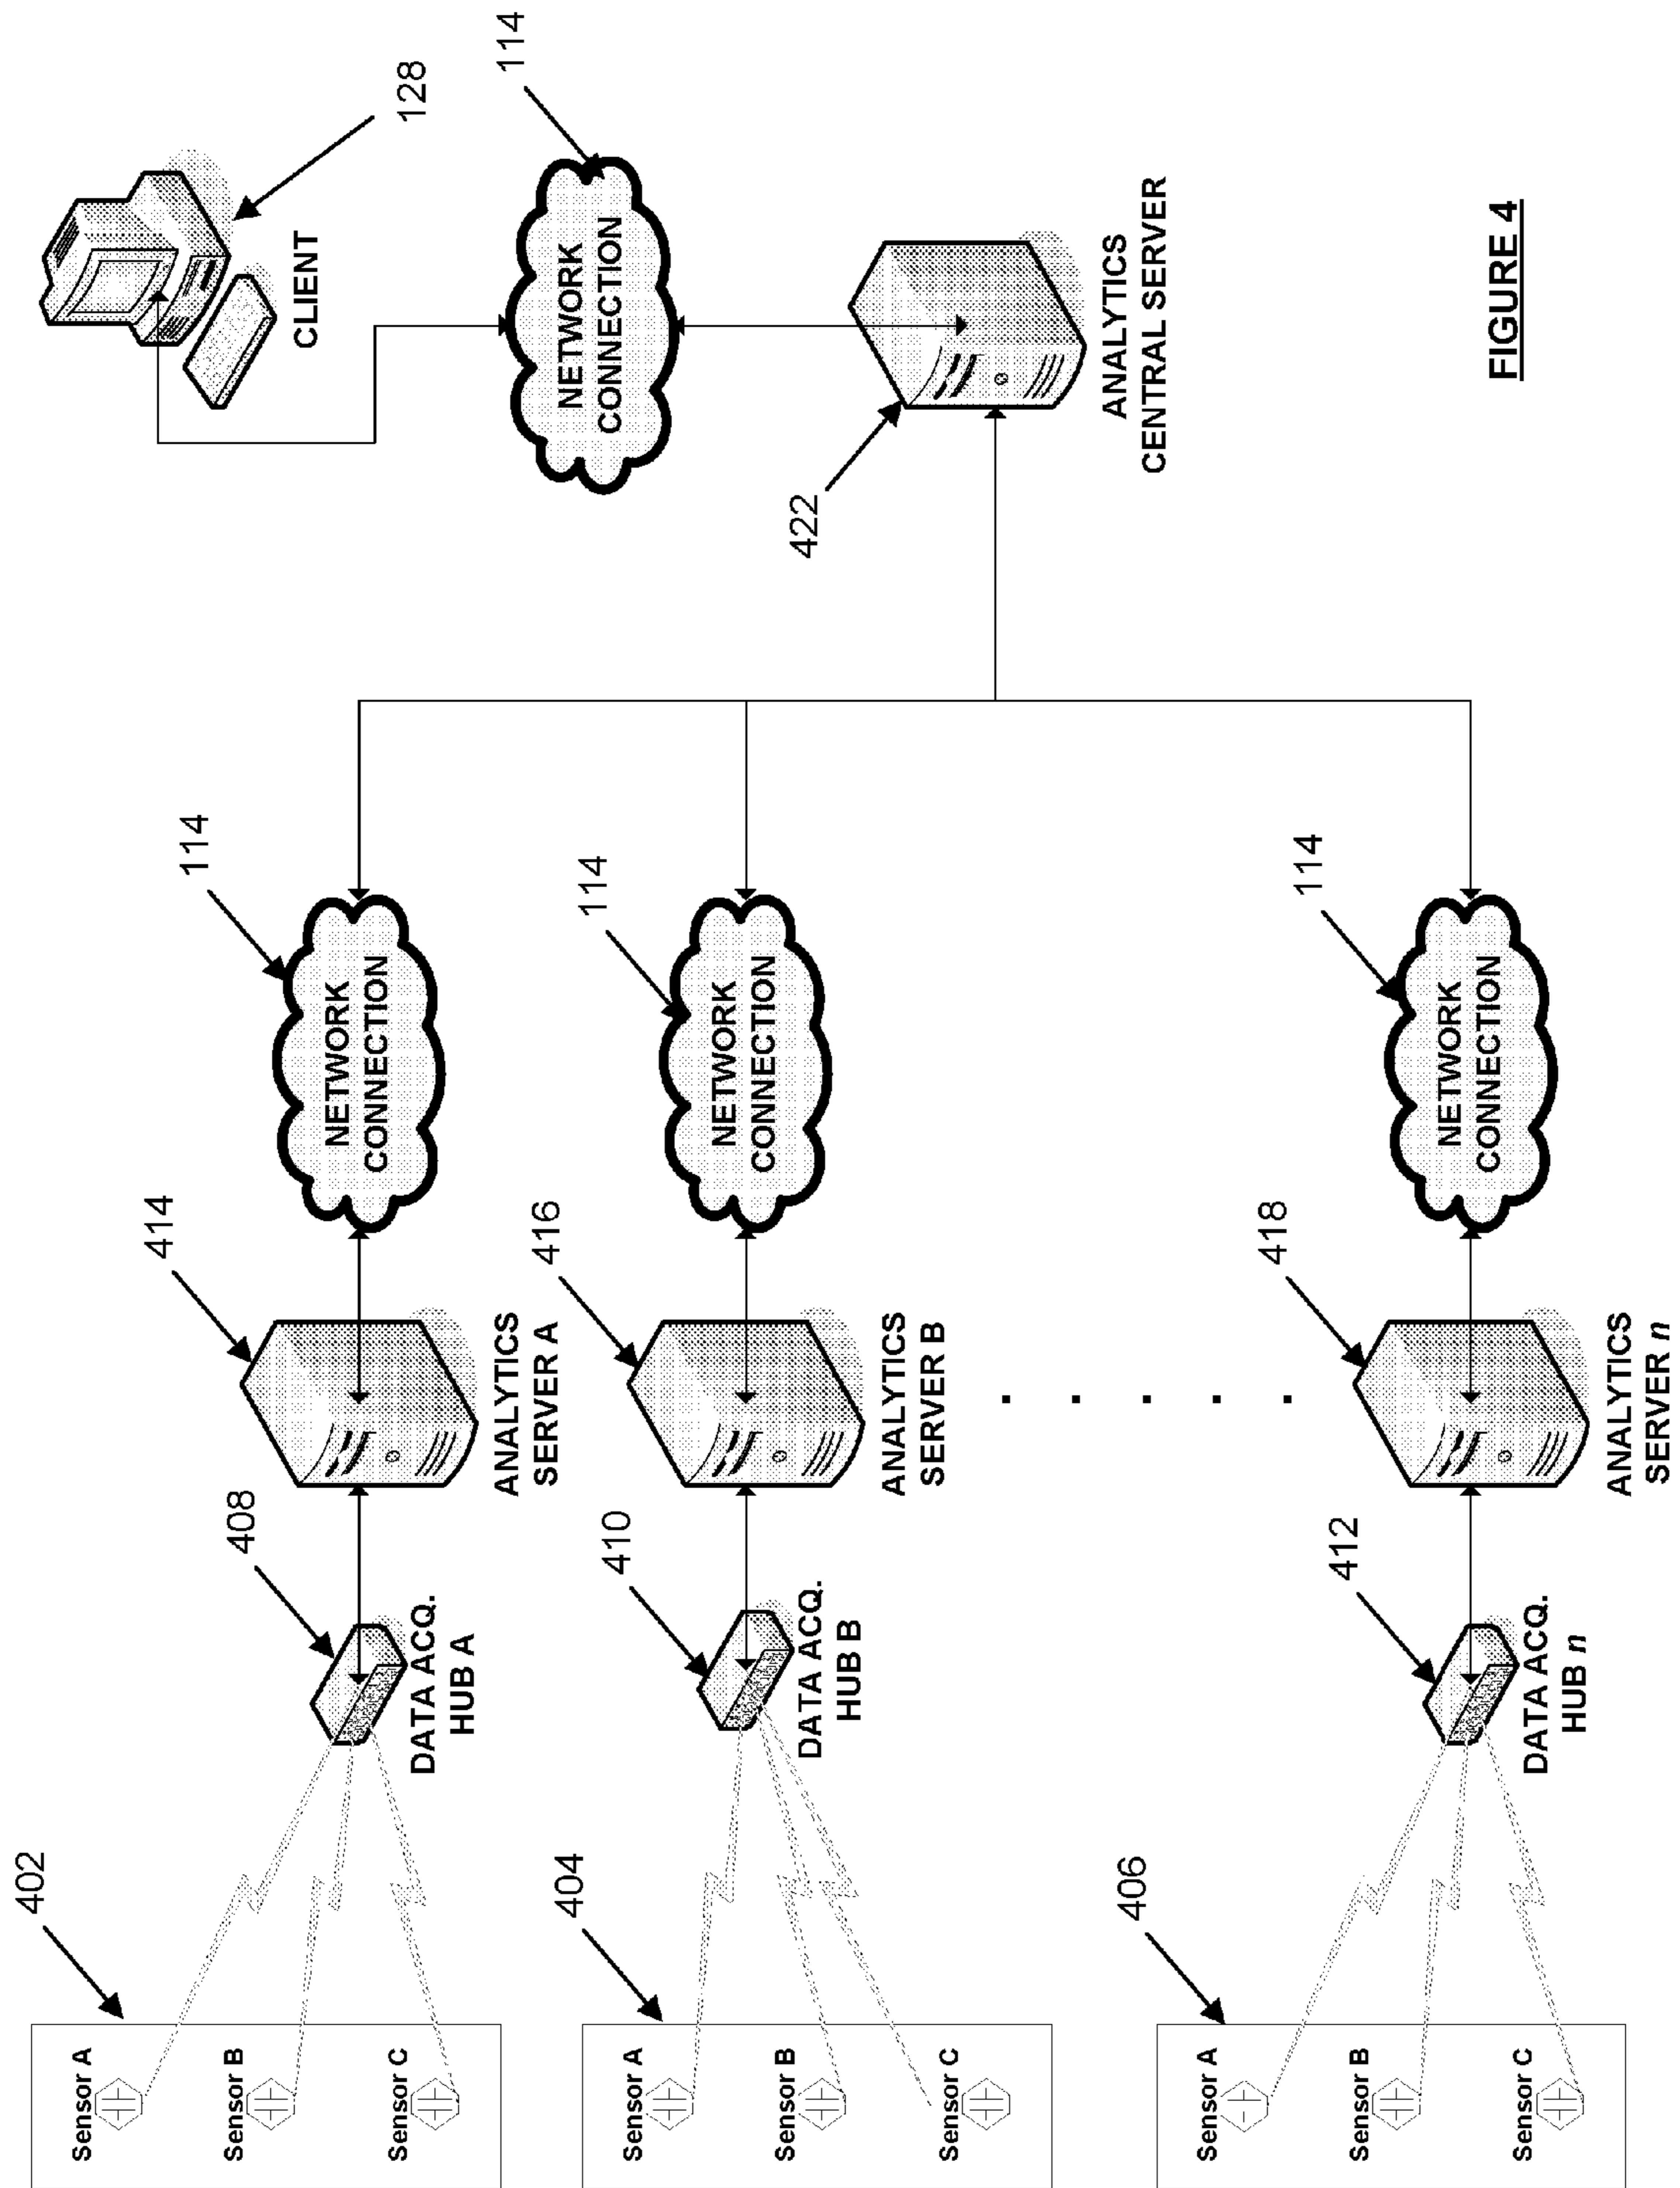 402
Sensor A
Sensor B
Sensor C
408
DATA ACQ.
HUB A
414
ANALYTICS
SERVER A
114
NETWORK
CONNECTION
404
Sensor A
Sensor B
Sensor C
410
DATA ACQ.
HUB B
416
ANALYTICS
SERVER B
114
NETWORK
CONNECTION
. . . . .
406
Sensor A
Sensor B
Sensor C
412
DATA ACQ.
HUB n
418
ANALYTICS
SERVER n
114
NETWORK
CONNECTION
128
CLIENT
114
NETWORK
CONNECTION
422
ANALYTICS
CENTRAL SERVER
FIGURE 4